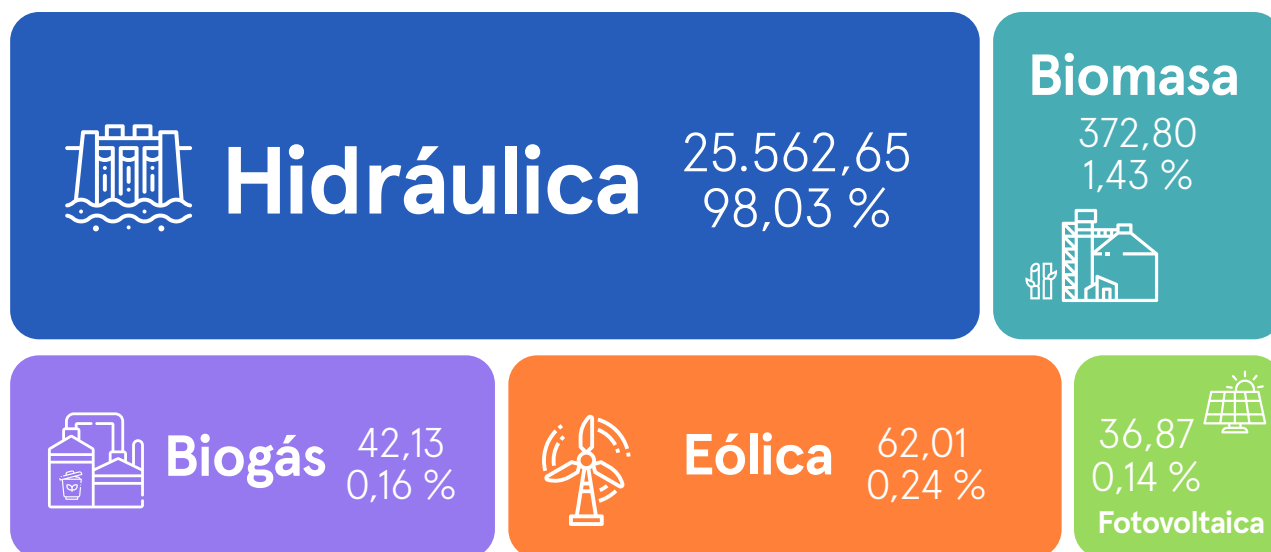 Hidráulica
25.562,65
98,03 %
Biomasa
372,80
1,43 %
Biogás
42,13
0,16 %
Eólica
62,01
0,24 %
36,87
0,14 %
Fotovoltaica